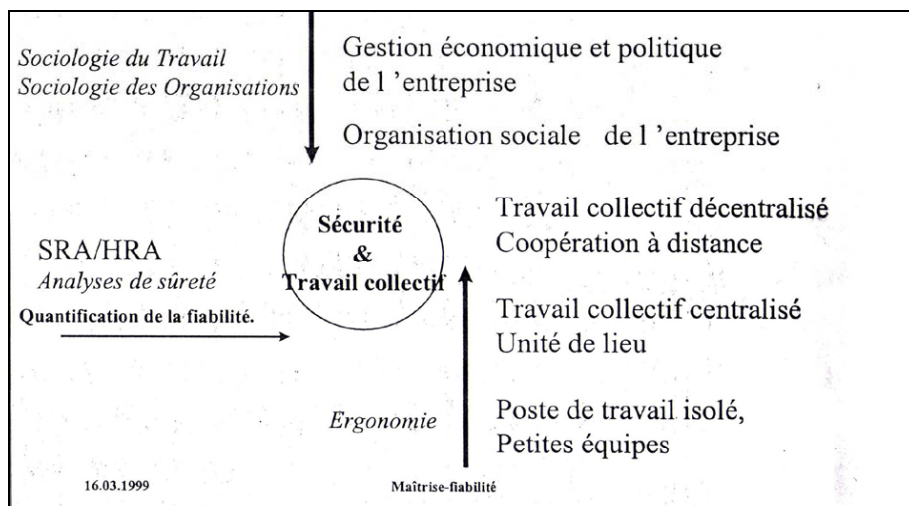 Sociologie du Travail
Sociologie des Organisations
Gestion économique et politique
de l ’entreprise
Organisation sociale de l ’entreprise
Sécurité
&
Travail collectif
SRA/HRA
Analyses de sûreté
Quantification de la fiabilité.
Travail collectif décentralisé
Coopération à distance
Travail collectif centralisé
Unité de lieu
Ergonomie
Poste de travail isolé,
Petites équipes
16.03.1999
Maîtrise-fiabilité